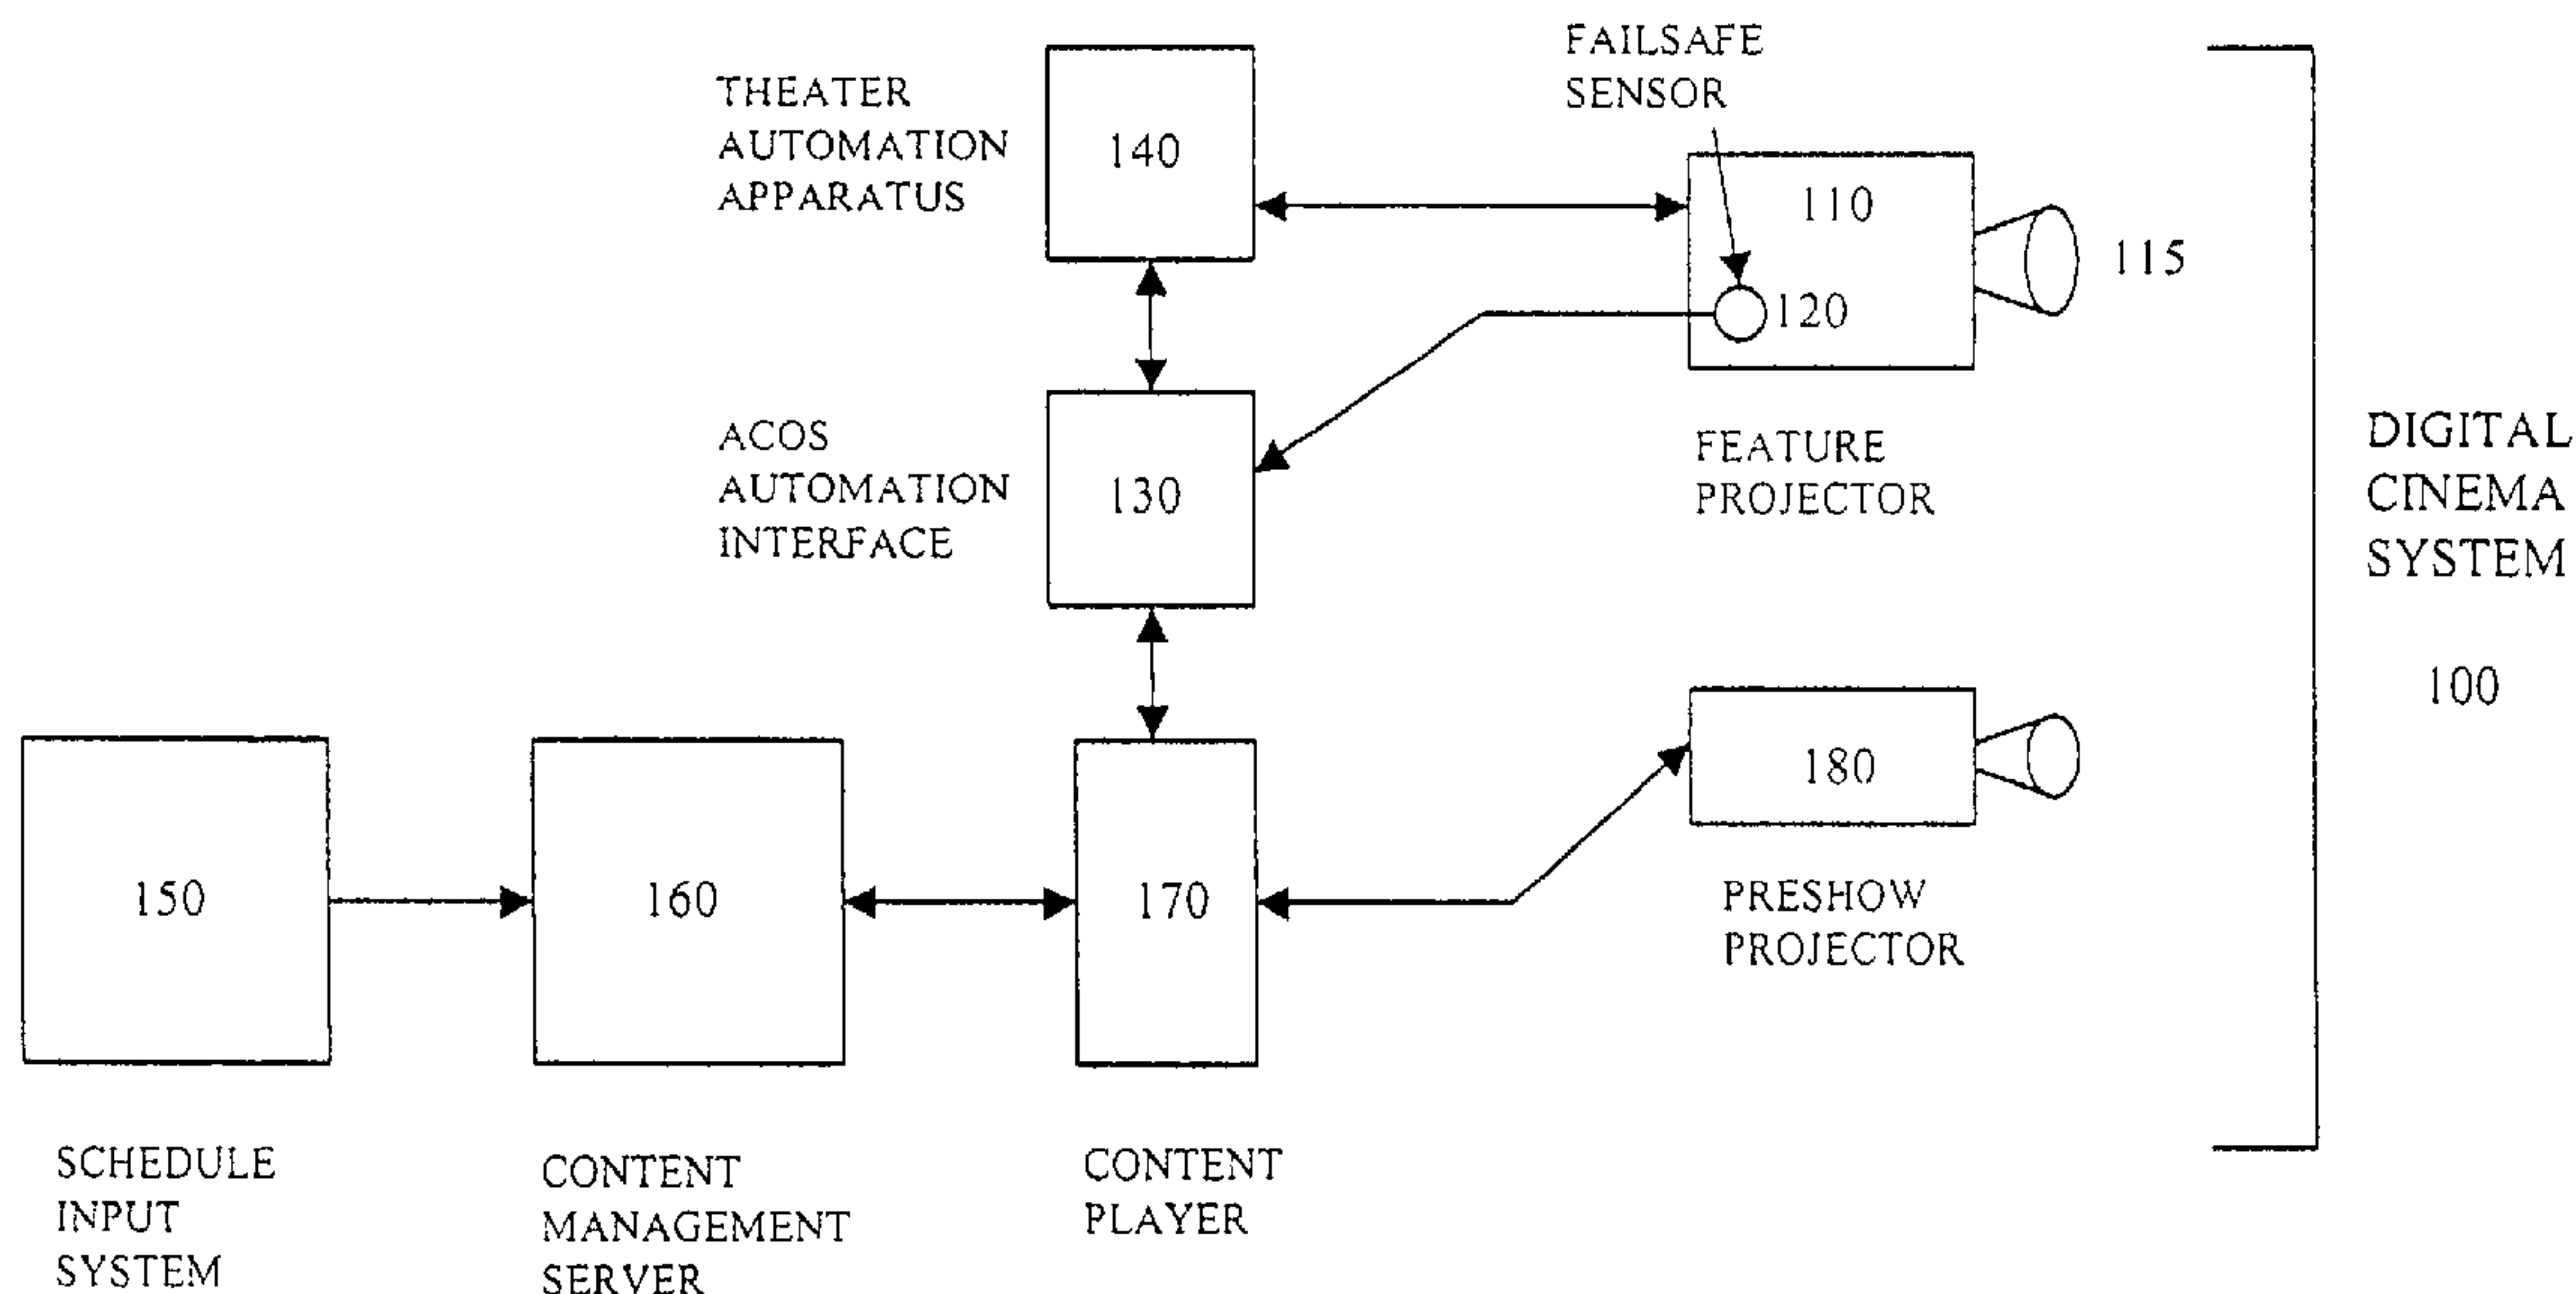 FAILSAFE
SENSOR
THEATER
AUTOMATION
APPARATUS
140
110
115
120
ACOS
AUTOMATION
INTERFACE
130
FEATURE
PROJECTOR
DIGITAL
CINEMA
SYSTEM
100
150
160
170
180
PRESHOW
PROJECTOR
SCHEDULE
INPUT
SYSTEM
CONTENT
MANAGEMENT
SERVER
CONTENT
PLAYER